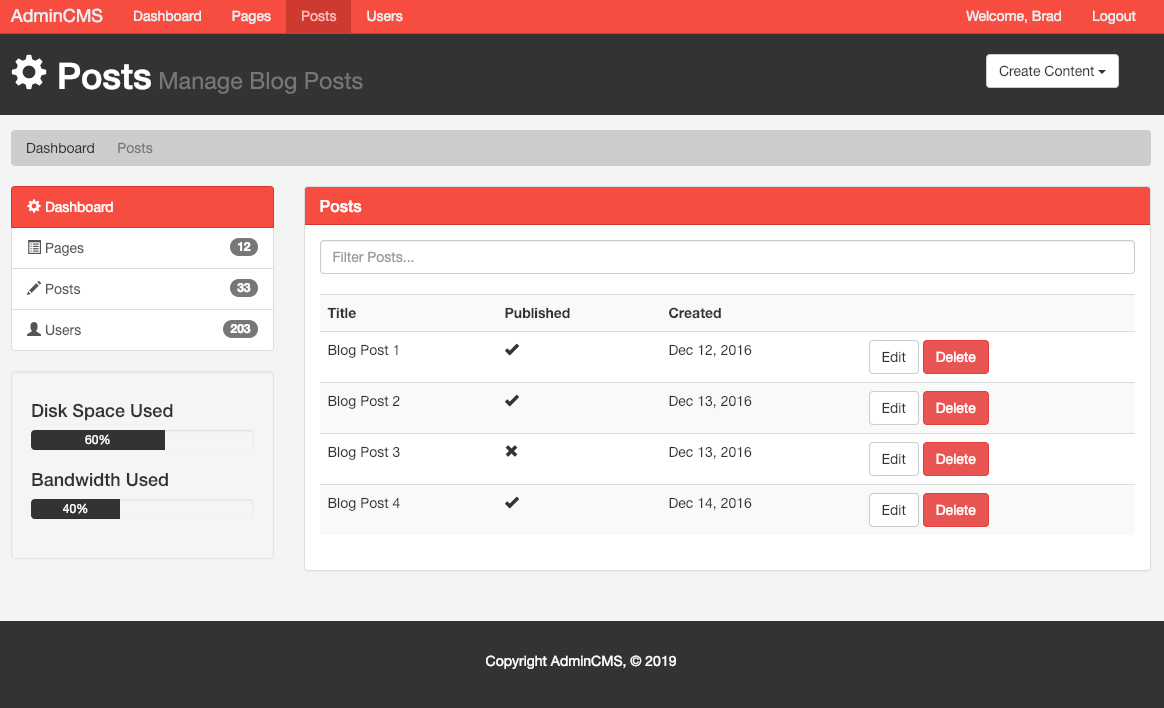 AdminCMS Dashboard Pages Posts Users Welcome, Brad Logout
Posts Manage Blog Posts Create Content
Dashboard Posts
Dashboard
Pages 12
Posts 33
Users 203
Disk Space Used
60%
Bandwidth Used
40%
Posts
Filter Posts...
Title Published Created
Blog Post 1 ✔ Dec 12, 2016 Edit Delete
Blog Post 2 ✔ Dec 13, 2016 Edit Delete
Blog Post 3 ✖ Dec 13, 2016 Edit Delete
Blog Post 4 ✔ Dec 14, 2016 Edit Delete
Copyright AdminCMS, © 2019